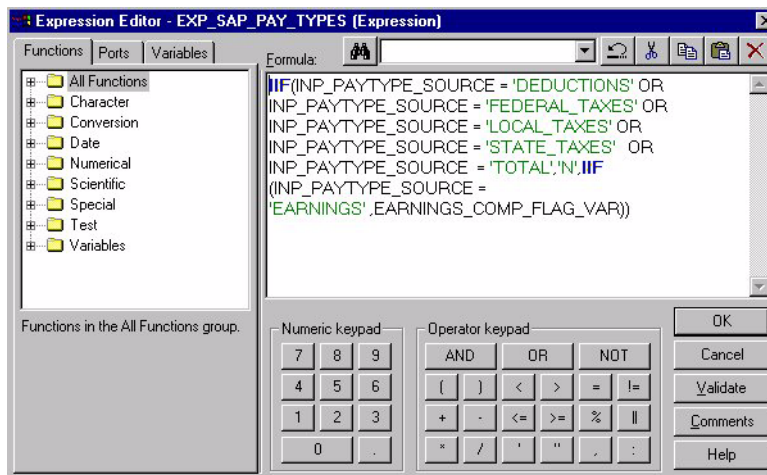 Expression Editor - EXP_SAP_PAY_TYPES (Expression)
Functions Ports Variables
Formula:
All Functions
Character
Conversion
Date
Numerical
Scientific
Special
Test
Variables
Functions in the All Functions group.
IIF(INP_PAYTYPE_SOURCE = 'DEDUCTIONS' OR
INP_PAYTYPE_SOURCE = 'FEDERAL_TAXES' OR
INP_PAYTYPE_SOURCE = 'LOCAL_TAXES' OR
INP_PAYTYPE_SOURCE = 'STATE_TAXES'  OR
INP_PAYTYPE_SOURCE  = 'TOTAL','N',IIF
(INP_PAYTYPE_SOURCE =
'EARNINGS' ,EARNINGS_COMP_FLAG_VAR))
Numeric keypad
7 8 9
4 5 6
1 2 3
0 .
Operator keypad
AND OR NOT
( ) < > = !=
+ - <= >= % ||
* / ' " , :
OK
Cancel
Validate
Comments
Help